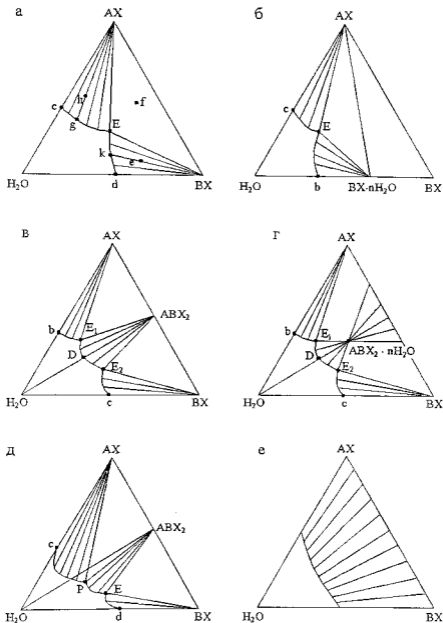 а
AX
h
f
c
g
E
k
e
H₂O
d
BX
б
AX
c
E
H₂O
b
BX·nH₂O
BX
в
AX
ABX₂
b
E₁
D
E₂
H₂O
c
BX
г
AX
b
E₁
ABX₂ · nH₂O
D
E₂
H₂O
c
BX
д
AX
c
ABX₂
P
E
H₂O
d
BX
е
AX
H₂O
BX